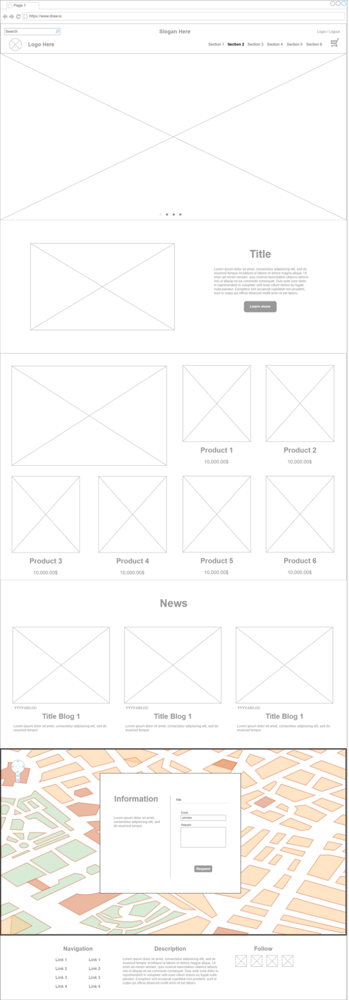 Page 1
https://www.draw.io
Search
Slogan Here
Login / Logout
Logo Here
Section 1 Section 2 Section 3 Section 4 Section 5 Section 6
Title
Lorem ipsum dolor sit amet, consectetur adipisicing elit, sed do
eiusmod tempor incididunt ut labore et dolore magna aliqua. Ut
enim ad minim veniam, quis nostrud exercitation ullamco laboris
nisi ut aliquip ex ea commodo consequat. Duis aute irure dolor
in reprehenderit in voluptate velit esse cillum dolore eu fugiat
nulla pariatur. Excepteur sint occaecat cupidatat non proident,
sunt in culpa qui officia deserunt mollit anim id est laboru
Learn more
Product 1
10,000.00$
Product 2
10,000.00$
Product 3
10,000.00$
Product 4
10,000.00$
Product 5
10,000.00$
Product 6
10,000.00$
News
YYYY-MM-DD
Title Blog 1
Lorem ipsum dolor sit amet, consectetur adipisicing elit, sed do
eiusmod tempor
YYYY-MM-DD
Title Blog 1
Lorem ipsum dolor sit amet, consectetur adipisicing elit, sed do
eiusmod tempor
YYYY-MM-DD
Title Blog 1
Lorem ipsum dolor sit amet, consectetur adipisicing elit, sed do
eiusmod tempor
Information
Lorem ipsum dolor sit amet,
consectetur adipisicing elit, sed
do eiusmod tempor
Title
Email
johndoe
Request
Request
Navigation
Link 1 Link 1
Link 2 Link 2
Link 3 Link 3
Link 4 Link 4
Description
Lorem ipsum dolor sit amet, consectetur adipisicing elit, sed do
eiusmod tempor incididunt ut labore et dolore magna aliqua. Ut
enim ad minim veniam, quis nostrud exercitation ullamco laboris
nisi ut aliquip ex ea commodo consequat. Duis aute irure dolor in
reprehenderit in voluptate velit esse cillum dolore eu fugiat nulla
pariatur. Excepteur sint occaecat cupidatat non proident, sunt in
culpa qui officia deserunt mollit anim id est laboru
Follow